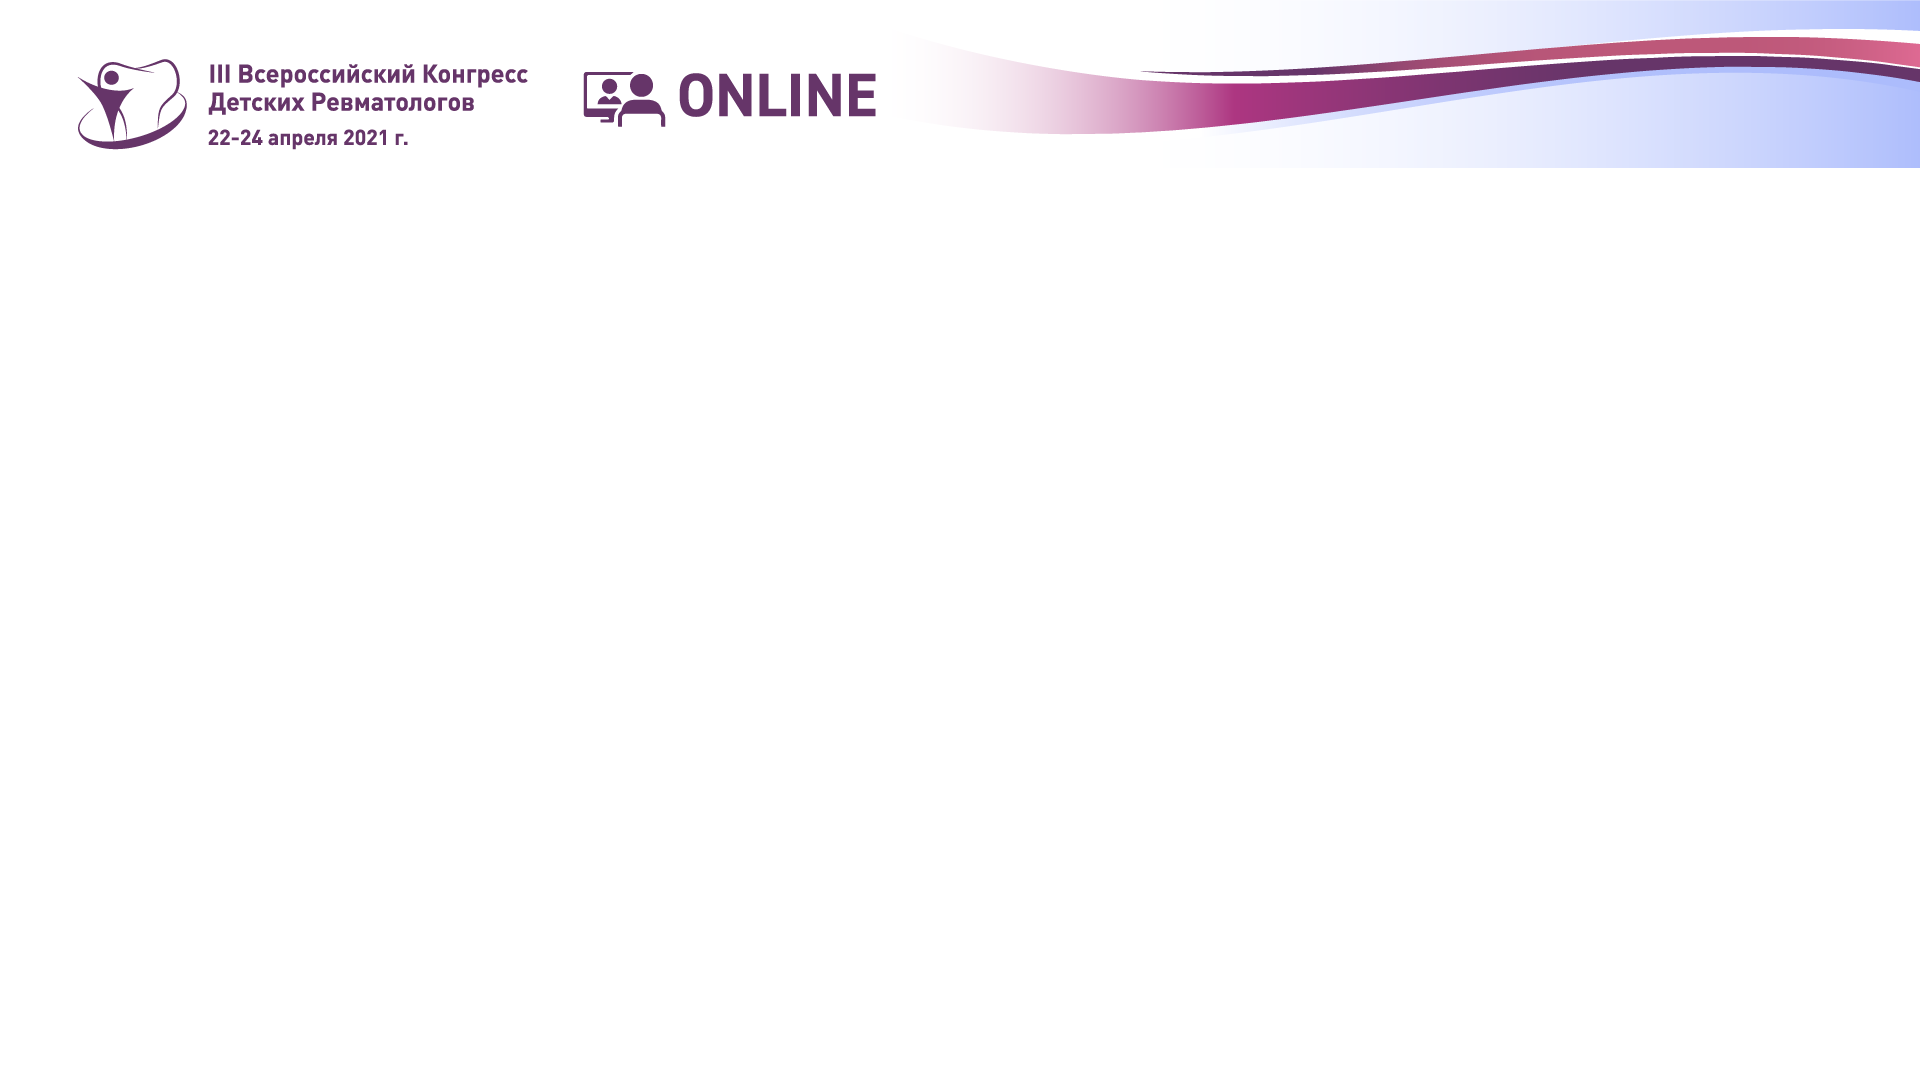 III Всероссийский Конгресс
Детских Ревматологов
22-24 апреля 2021 г.
ONLINE